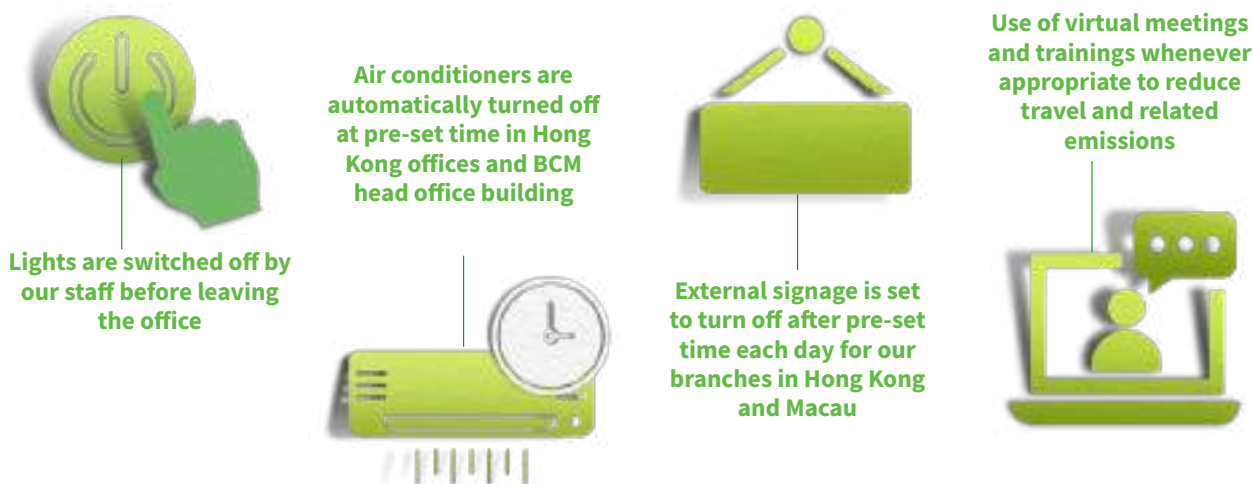 Lights are switched off by
our staff before leaving
the office
Air conditioners are
automatically turned off
at pre-set time in Hong
Kong offices and BCM
head office building
External signage is set
to turn off after pre-set
time each day for our
branches in Hong Kong
and Macau
Use of virtual meetings
and trainings whenever
appropriate to reduce
travel and related
emissions